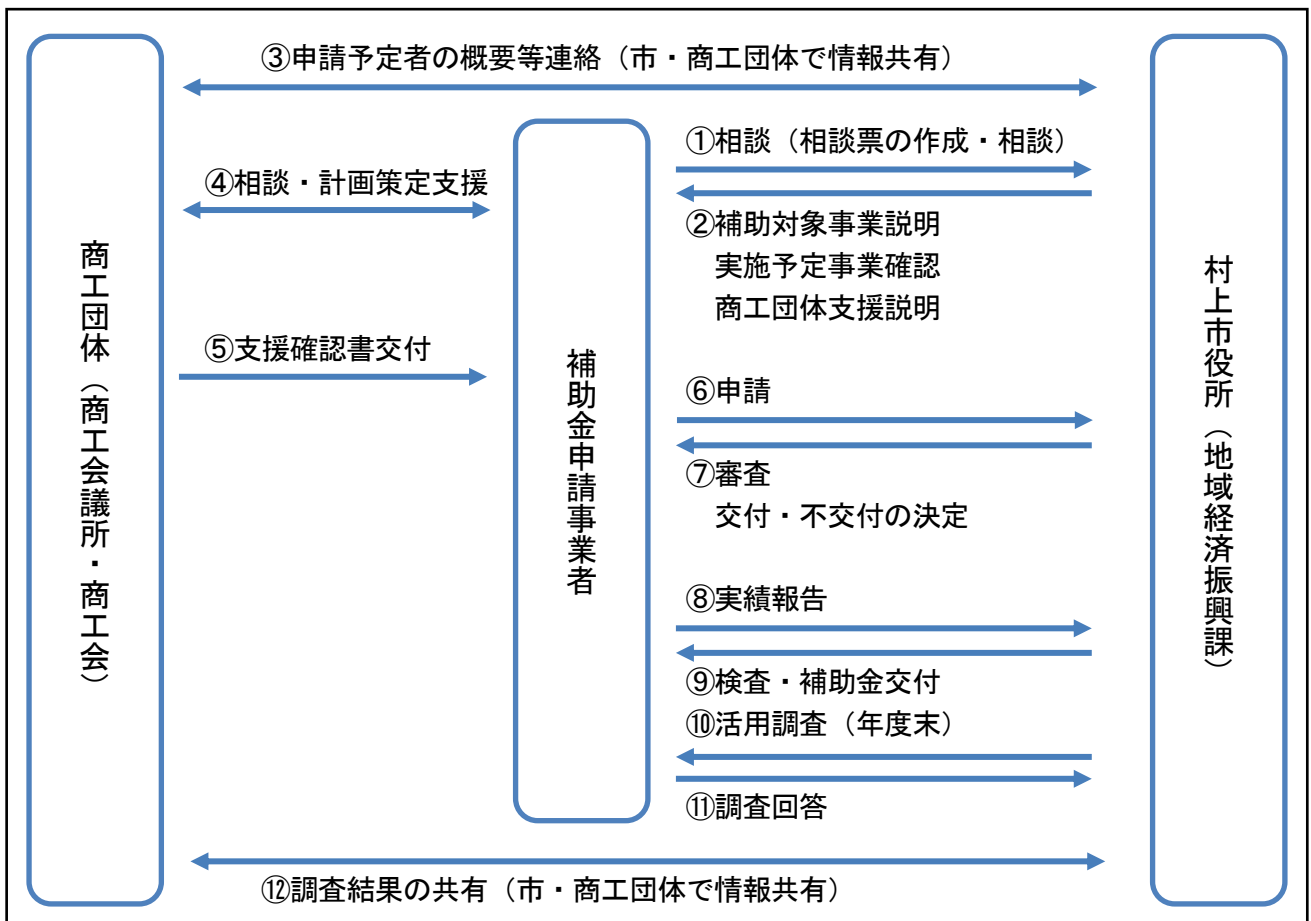 ③申請予定者の概要等連絡（市・商工団体で情報共有）
①相談（相談票の作成・相談）
④相談・計画策定支援
②補助対象事業説明
実施予定事業確認
商工団体支援説明
⑤支援確認書交付
⑥申請
⑦審査
交付・不交付の決定
⑧実績報告
⑨検査・補助金交付
⑩活用調査（年度末）
⑪調査回答
⑫調査結果の共有（市・商工団体で情報共有）
商工団体（商工会議所・商工会）
補助金申請事業者
村上市役所（地域経済振興課）